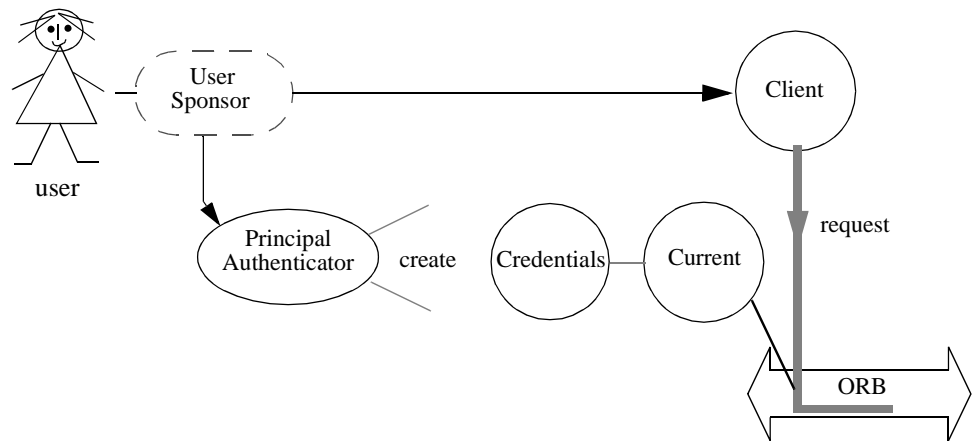 User
Sponsor
Client
user
request
Principal
Authenticator
create
Credentials
Current
ORB